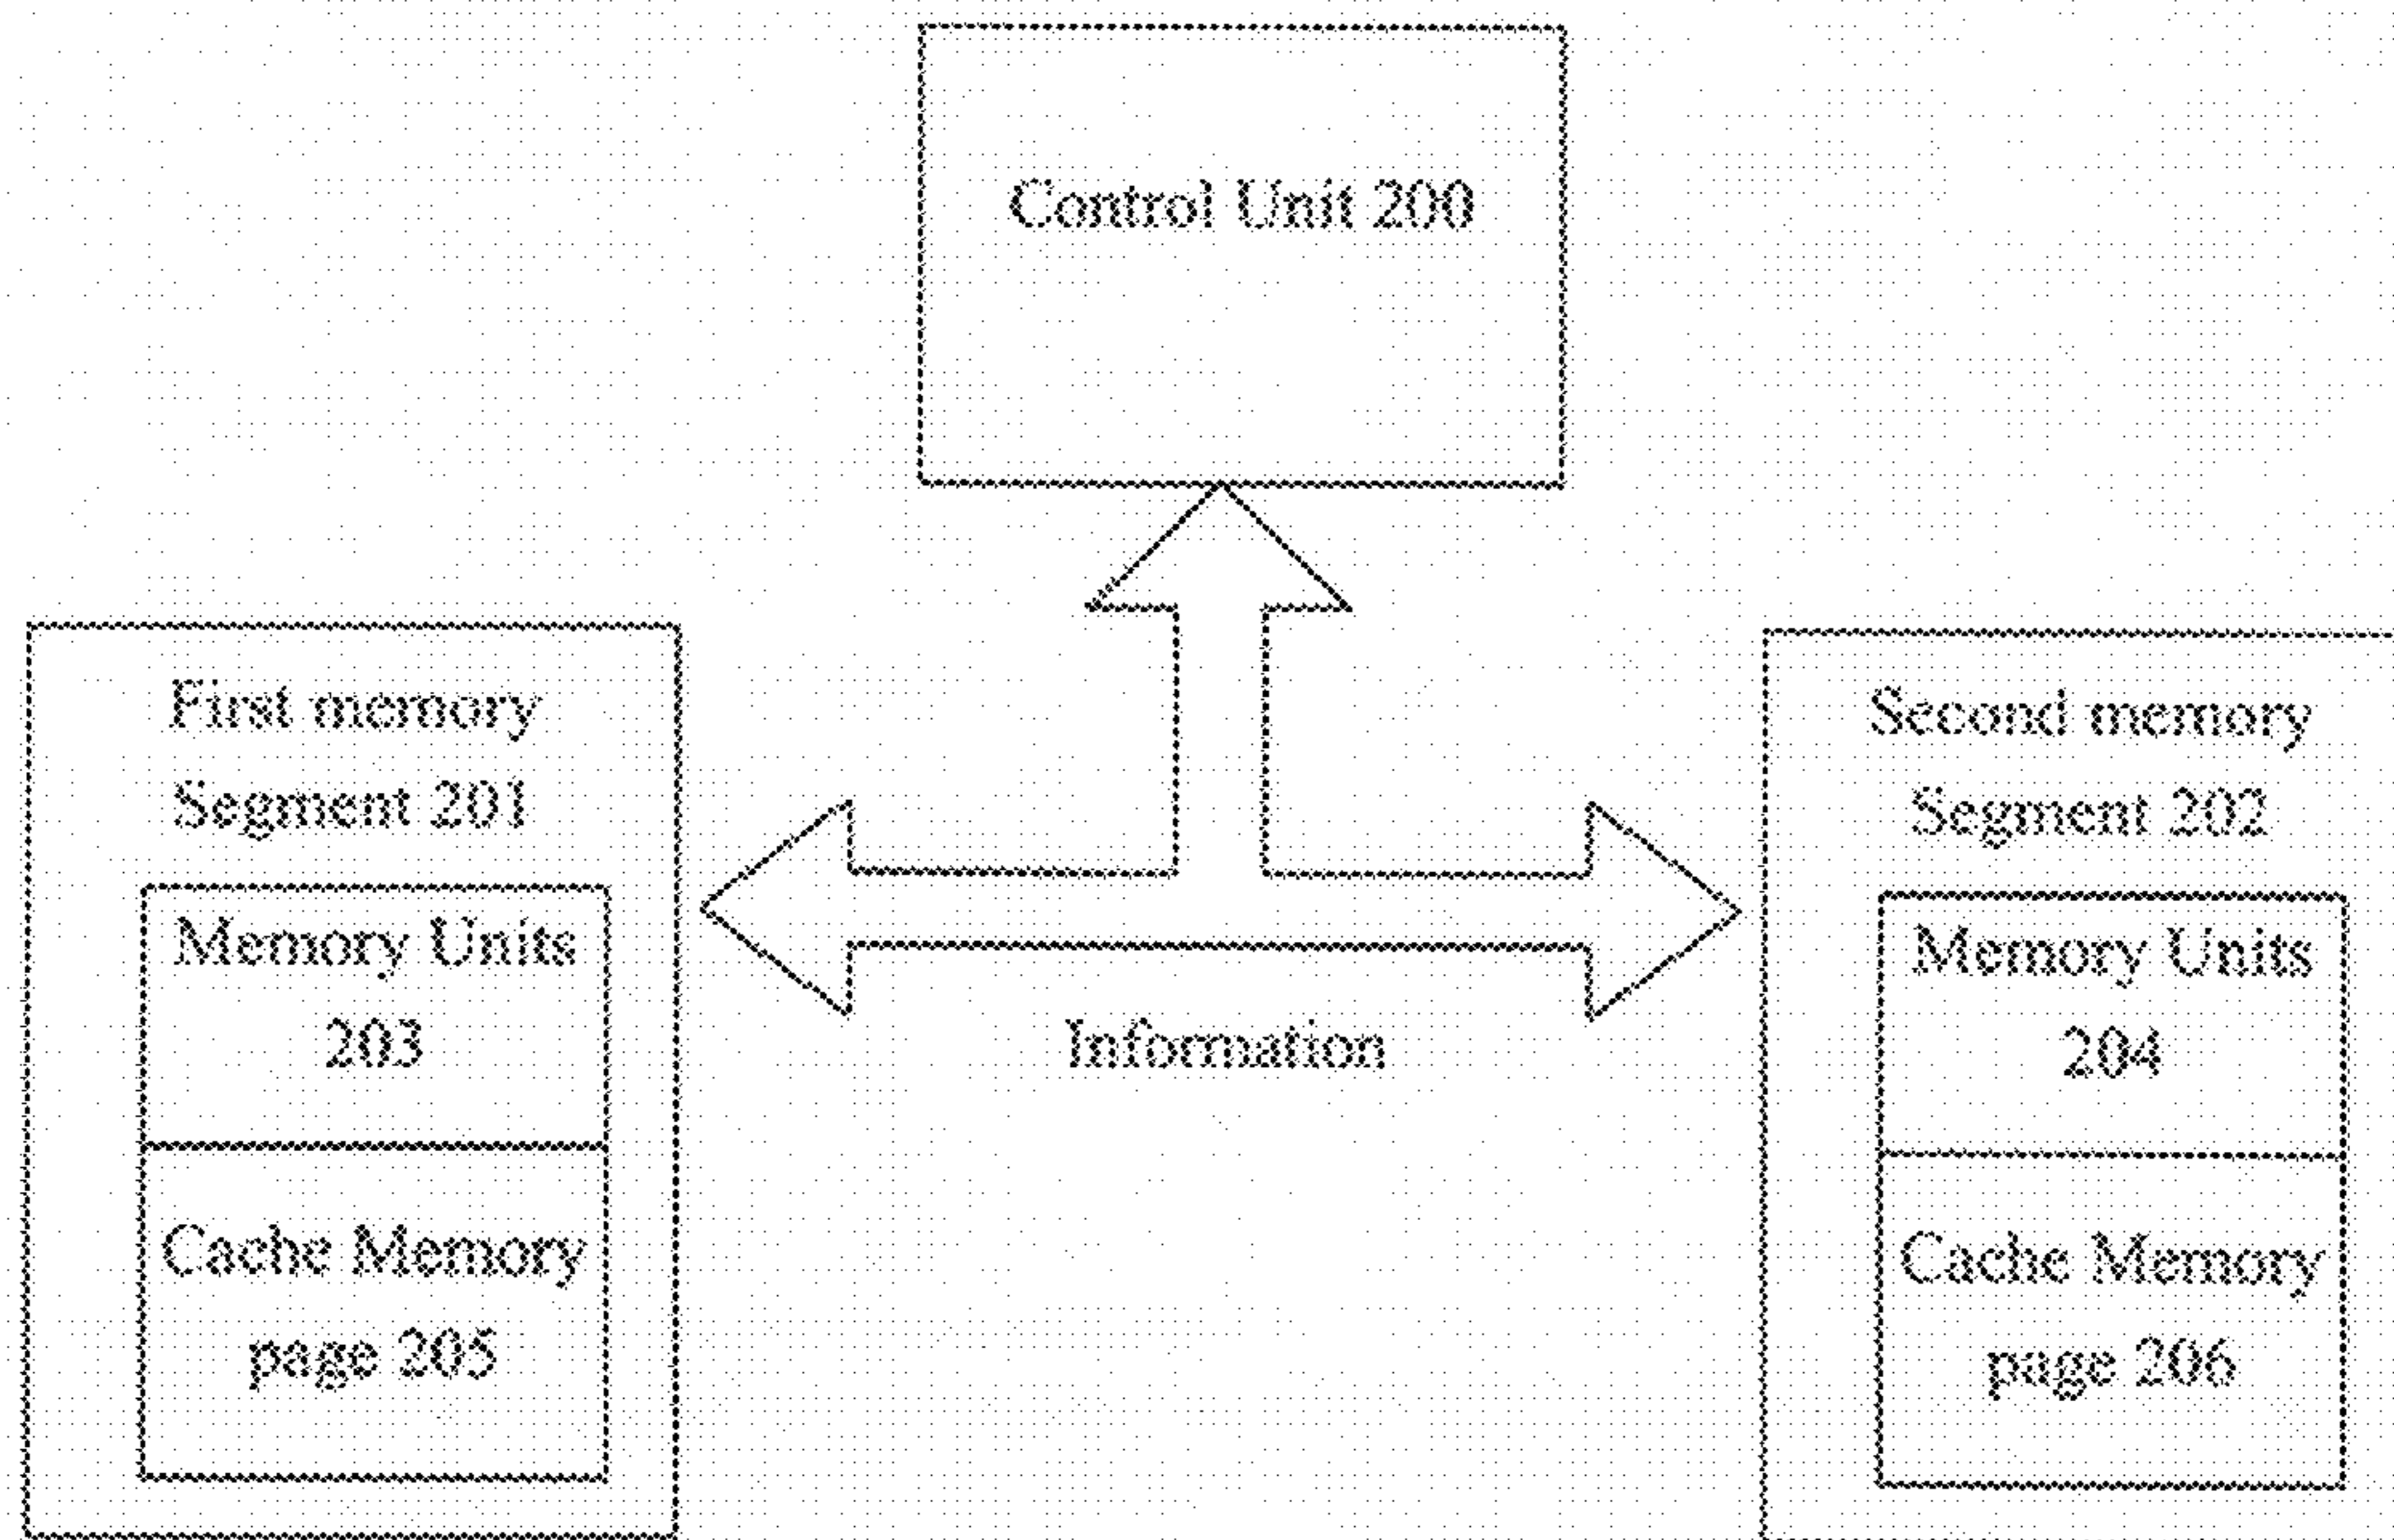 Control Unit 200
First memory
Segment 201
Memory Units
203
Cache Memory
page 205
Information
Second memory
Segment 202
Memory Units
204
Cache Memory
page 206